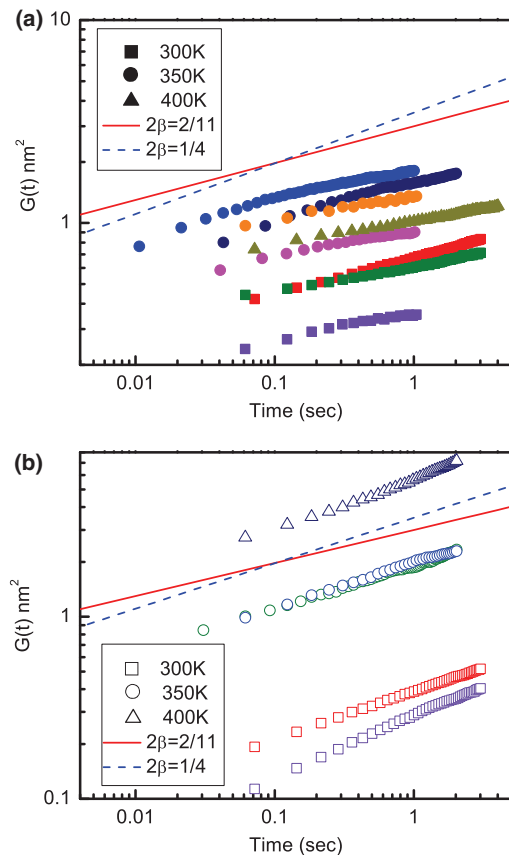 (a)
10
1
G(t) nm²
300K
350K
400K
2β=2/11
2β=1/4
0.01
0.1
1
Time (sec)
(b)
1
0.1
G(t) nm²
300K
350K
400K
2β=2/11
2β=1/4
0.01
0.1
1
Time (sec)